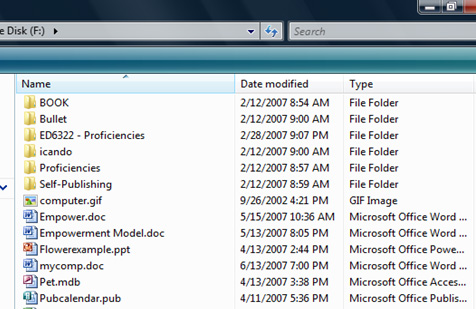 e Disk (F:)
Search
Name Date modified Type
BOOK 2/12/2007 8:54 AM File Folder
Bullet 2/12/2007 9:00 AM File Folder
ED6322 - Proficiencies 2/28/2007 9:07 PM File Folder
icando 2/12/2007 9:00 AM File Folder
Proficiencies 2/12/2007 8:57 AM File Folder
Self-Publishing 2/12/2007 8:59 AM File Folder
computer.gif 9/26/2002 4:21 PM GIF Image
Empower.doc 5/15/2007 10:36 AM Microsoft Office Word ...
Empowerment Model.doc 5/13/2007 8:05 PM Microsoft Office Word ...
Flowerexample.ppt 4/13/2007 2:44 PM Microsoft Office Powe...
mycomp.doc 6/13/2007 7:00 PM Microsoft Office Word ...
Pet.mdb 4/13/2007 3:38 PM Microsoft Office Acces...
Pubcalendar.pub 4/11/2007 5:36 PM Microsoft Office Publis...